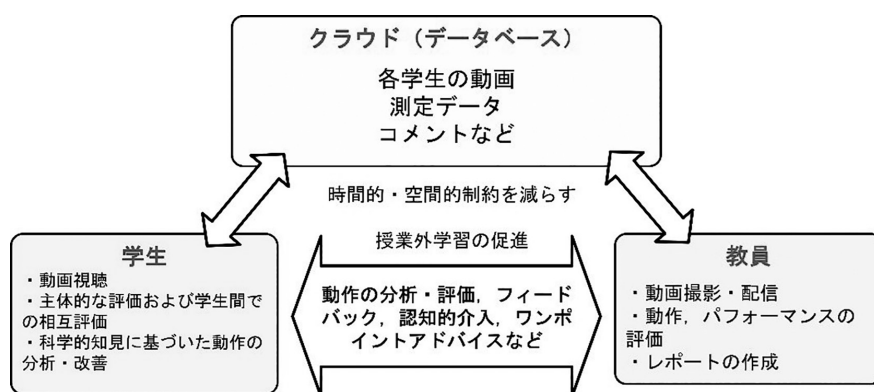 クラウド（データベース）
各学生の動画
測定データ
コメントなど
時間的・空間的制約を減らす
授業外学習の促進
学生
・動画視聴
・主体的な評価および学生間で
の相互評価
・科学的知見に基づいた動作の
分析・改善
動作の分析・評価，フィード
バック，認知的介入，ワンポ
イントアドバイスなど
教員
・動画撮影・配信
・動作，パフォーマンスの
評価
・レポートの作成